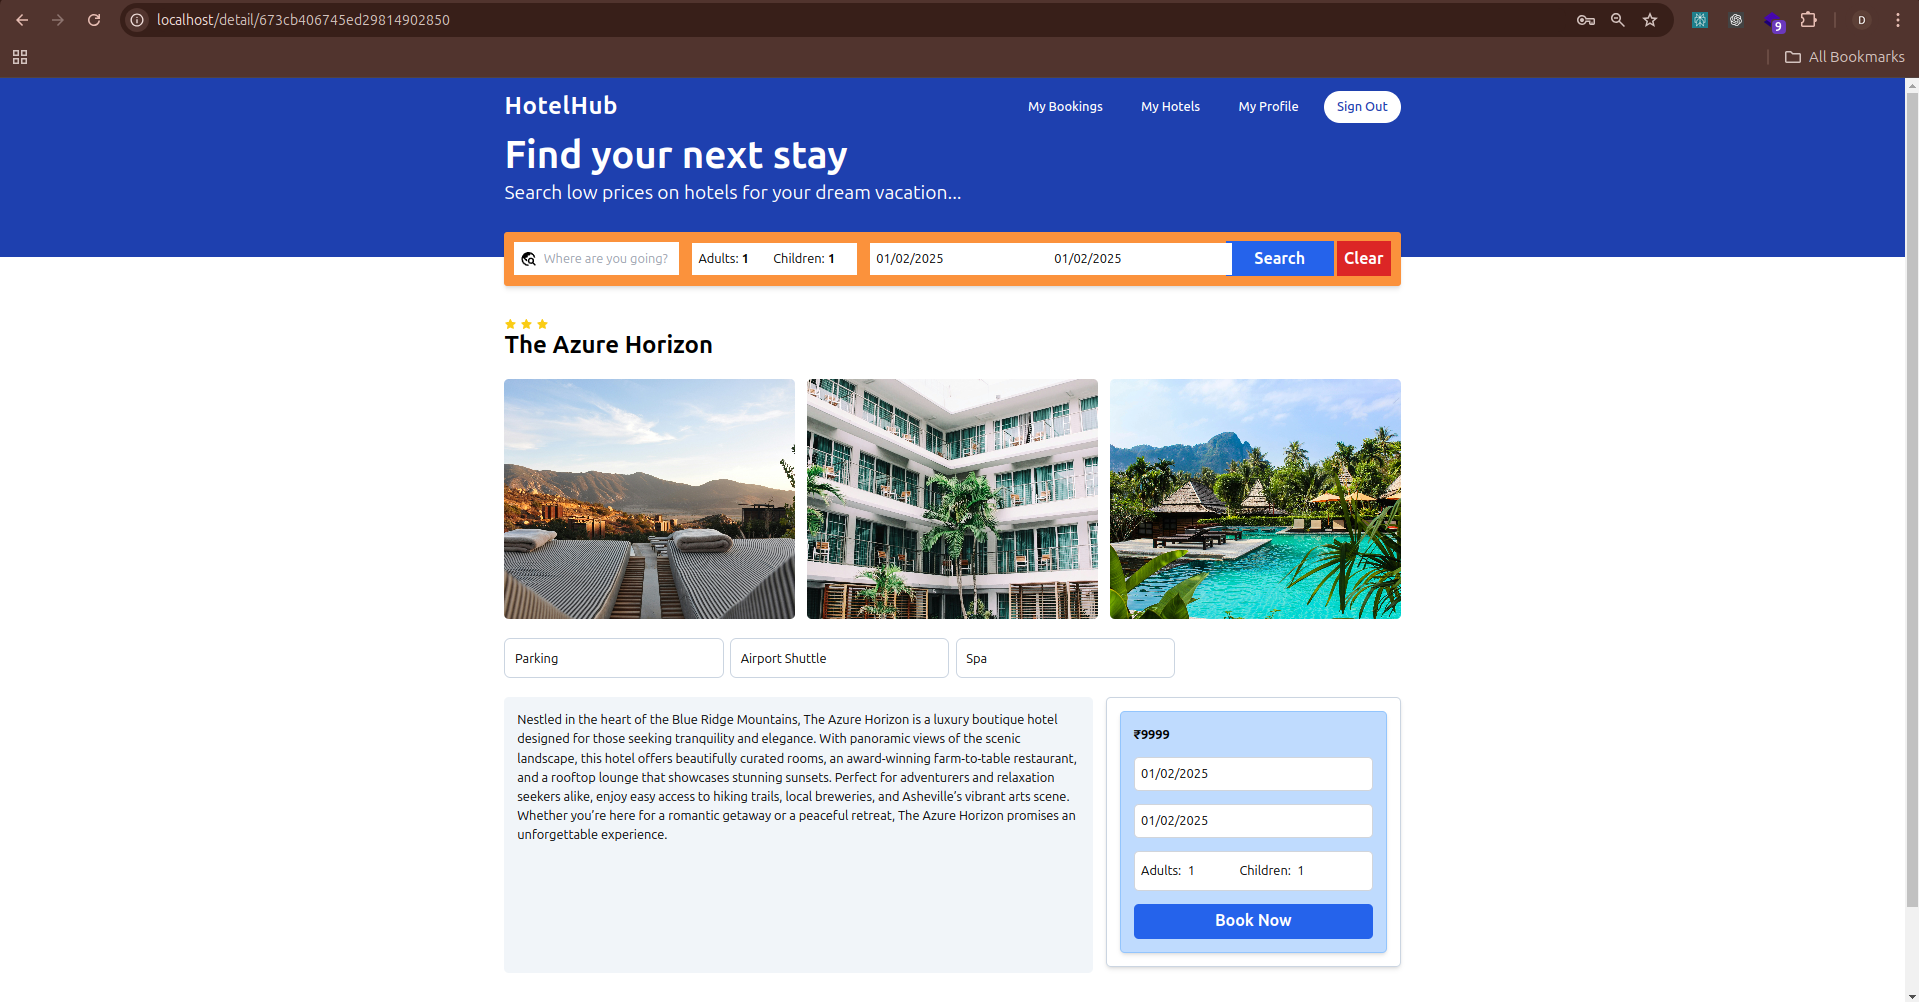 localhost/detail/673cb406745ed29814902850
9
D
All Bookmarks
HotelHub
My Bookings
My Hotels
My Profile
Sign Out
Find your next stay
Search low prices on hotels for your dream vacation...
Where are you going?
Adults: 1
Children: 1
01/02/2025
01/02/2025
Search
Clear
The Azure Horizon
Parking
Airport Shuttle
Spa
Nestled in the heart of the Blue Ridge Mountains, The Azure Horizon is a luxury boutique hotel
designed for those seeking tranquility and elegance. With panoramic views of the scenic
landscape, this hotel offers beautifully curated rooms, an award-winning farm-to-table restaurant,
and a rooftop lounge that showcases stunning sunsets. Perfect for adventurers and relaxation
seekers alike, enjoy easy access to hiking trails, local breweries, and Asheville’s vibrant arts scene.
Whether you’re here for a romantic getaway or a peaceful retreat, The Azure Horizon promises an
unforgettable experience.
₹9999
01/02/2025
01/02/2025
Adults: 1
Children: 1
Book Now